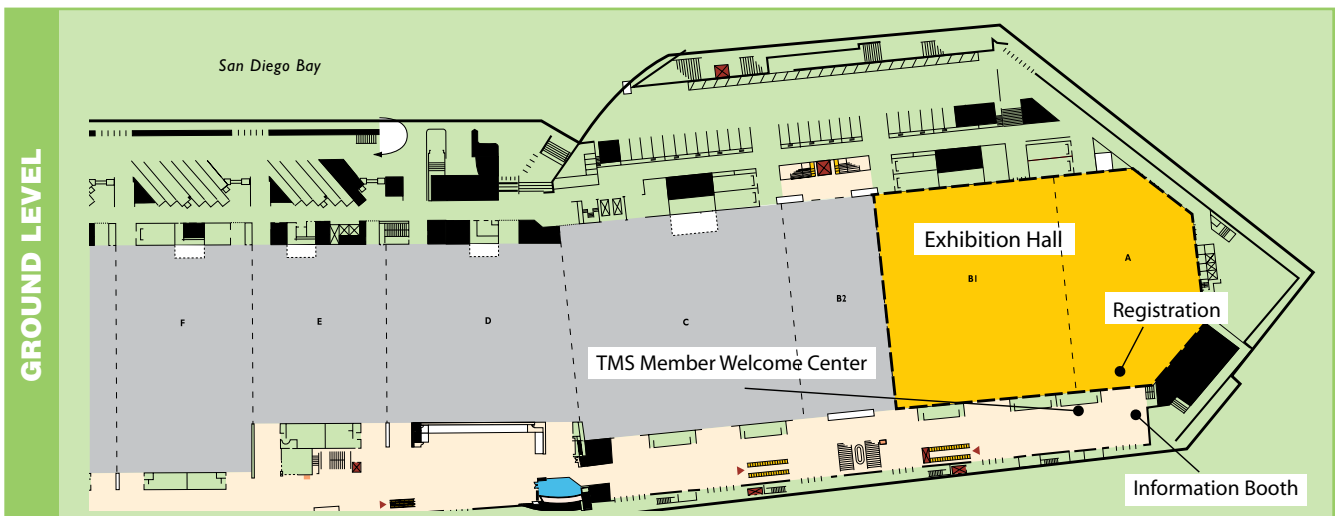 GROUND LEVEL
San Diego Bay
Exhibition Hall
A
B1
B2
C
D
E
F
Registration
TMS Member Welcome Center
Information Booth